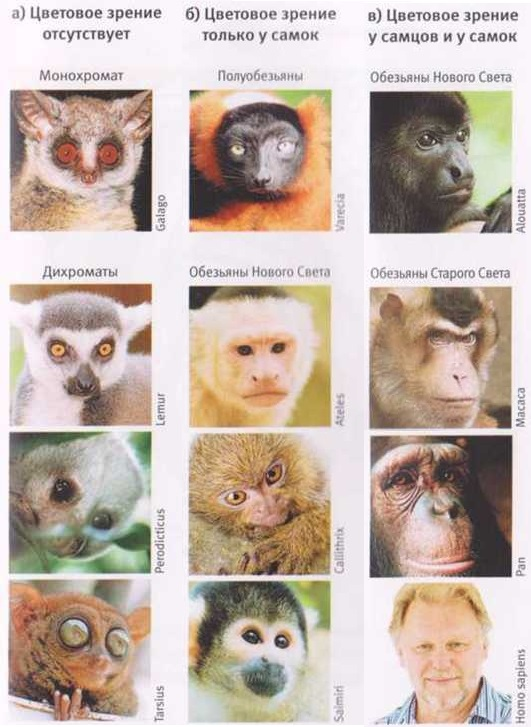 а) Цветовое зрение
отсутствует
б) Цветовое зрение
только у самок
в) Цветовое зрение
у самцов и у самок
Монохромат
Полуобезьяны
Обезьяны Нового Света
Galago
Varecia
Alouatta
Дихроматы
Обезьяны Нового Света
Обезьяны Старого Света
Lemur
Ateles
Macaca
Perodicticus
Callithrix
Pan
Tarsius
Saimiri
omo sapiens